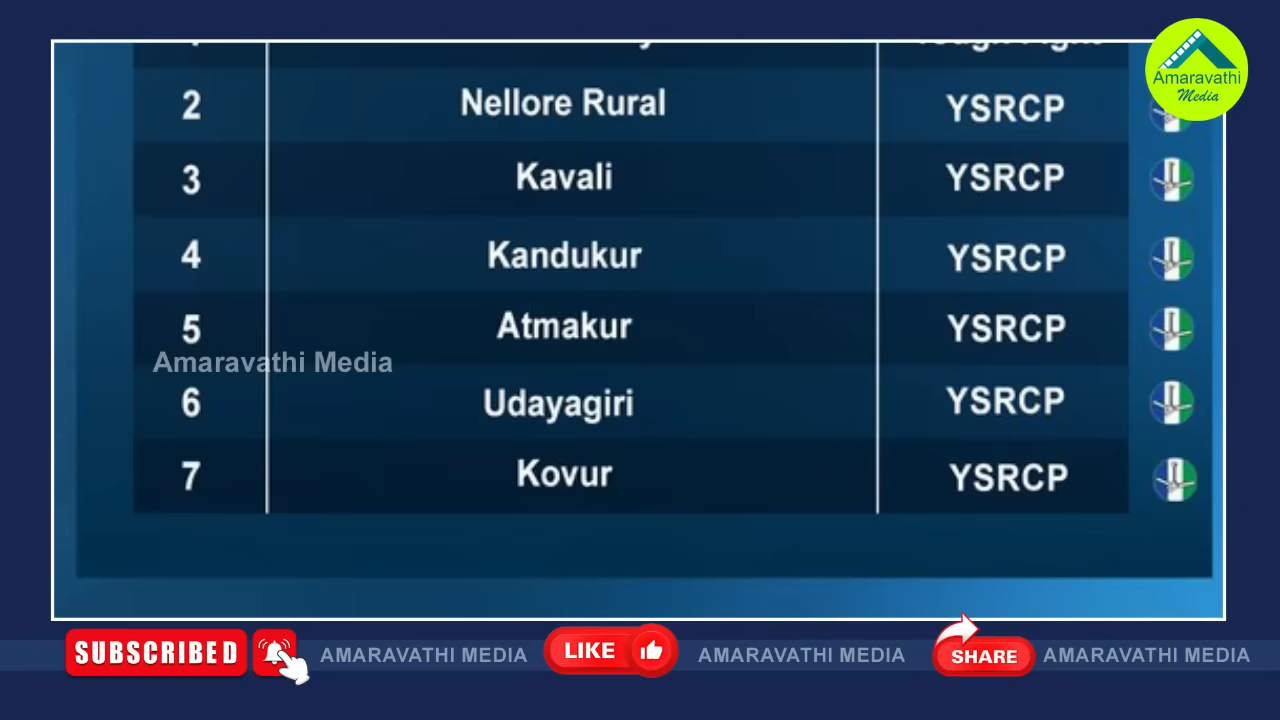 Amaravathi
Media
2 Nellore Rural YSRCP
3 Kavali YSRCP
4 Kandukur YSRCP
5 Atmakur YSRCP
Amaravathi Media
6 Udayagiri YSRCP
7 Kovur YSRCP
SUBSCRIBED AMARAVATHI MEDIA LIKE AMARAVATHI MEDIA SHARE AMARAVATHI MEDIA